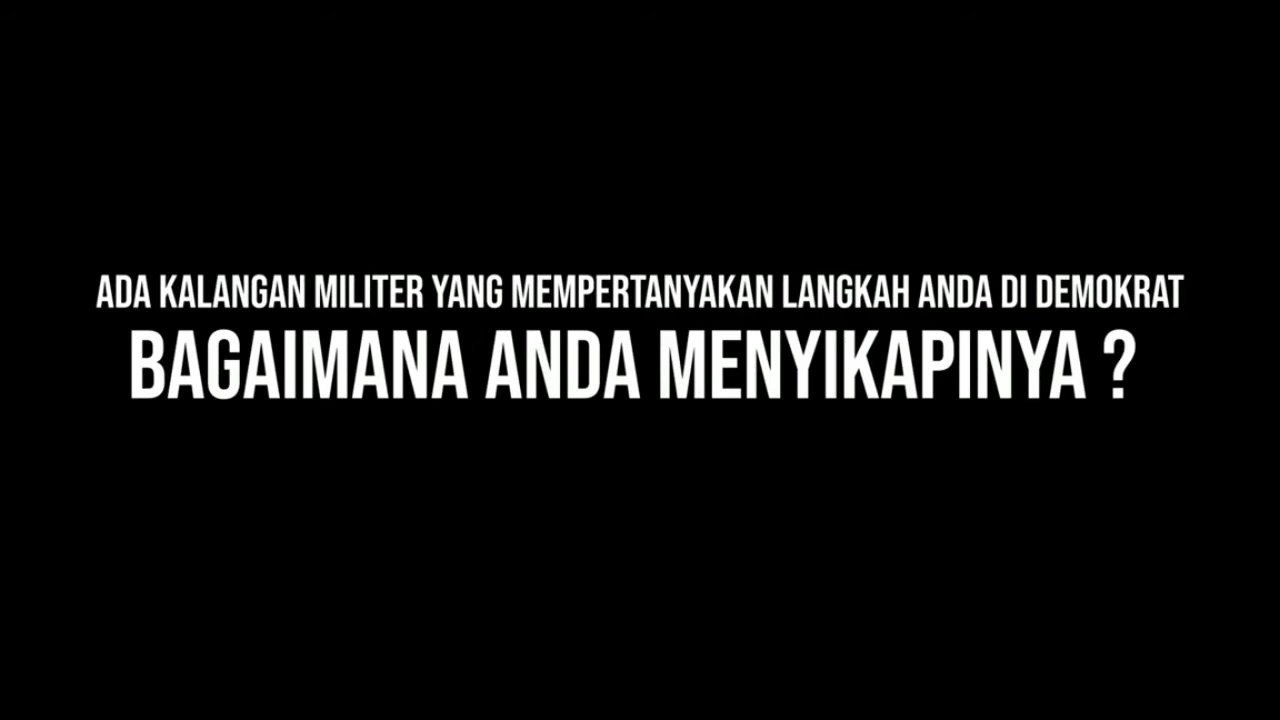 ADA KALANGAN MILITER YANG MEMPERTANYAKAN LANGKAH ANDA DI DEMOKRAT
BAGAIMANA ANDA MENYIKAPINYA ?